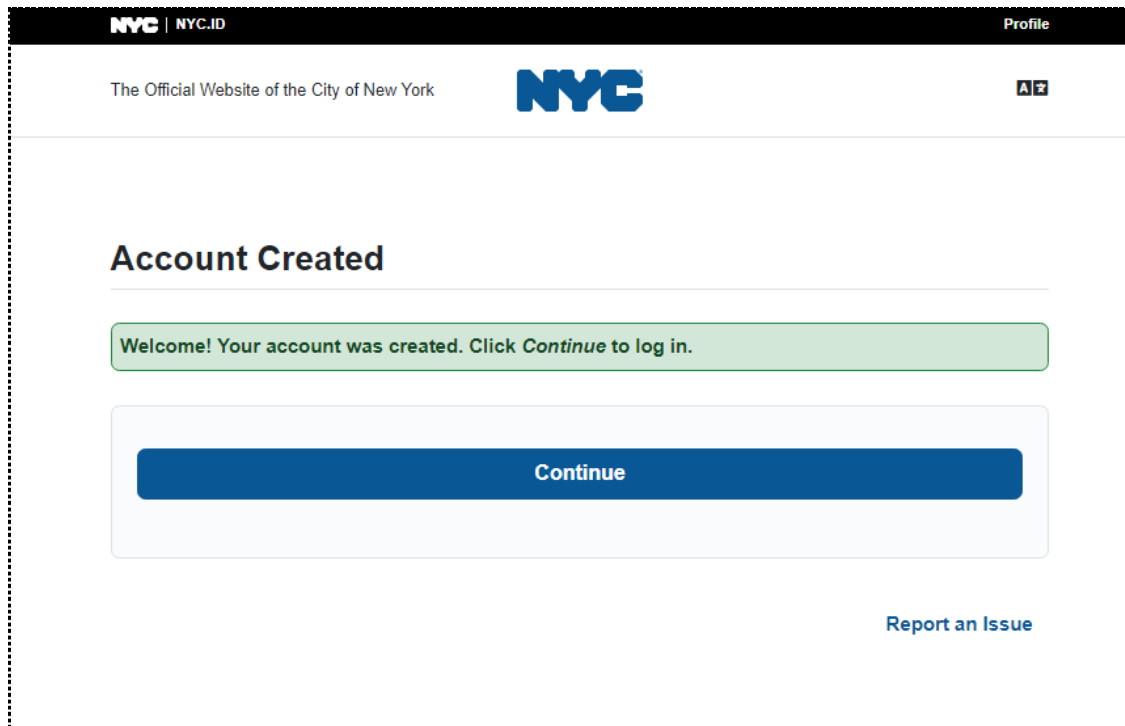 NYC | NYC.ID
Profile
The Official Website of the City of New York
NYC
A
Account Created
Welcome! Your account was created. Click Continue to log in.
Continue
Report an Issue